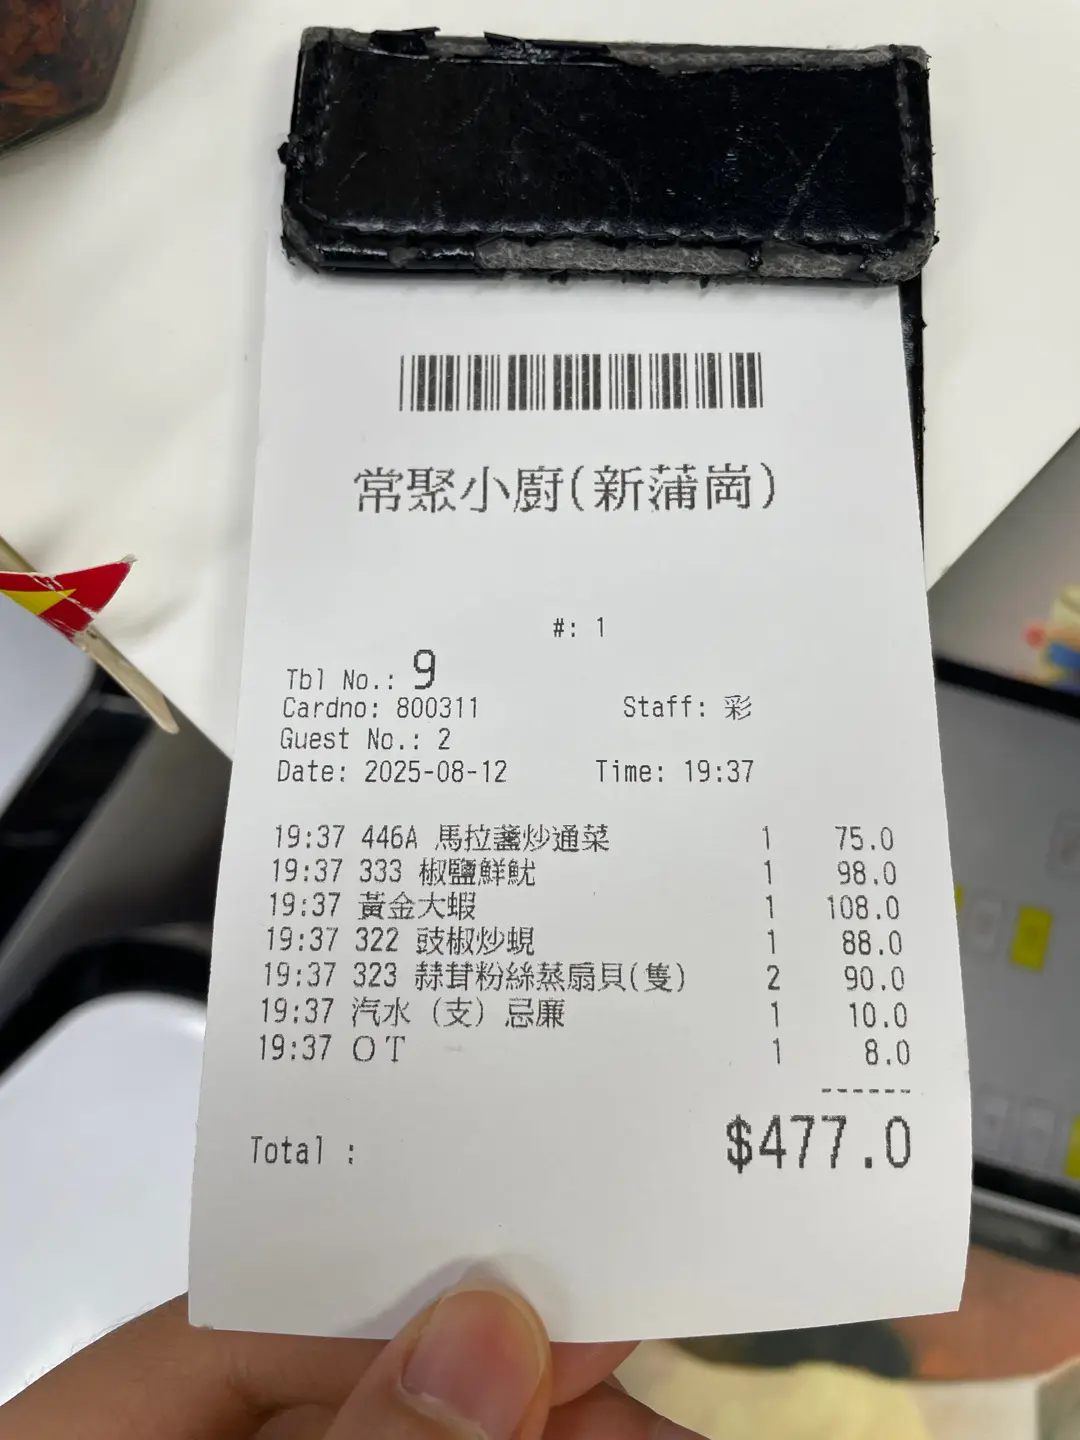 常聚小廚(新蒲崗)
#: 1
Tbl No.: 9
Cardno: 800311 Staff: 彩
Guest No.: 2
Date: 2025-08-12 Time: 19:37
19:37 446A 馬拉盞炒通菜 1 75.0
19:37 333 椒鹽鮮魷 1 98.0
19:37 黃金大蝦 1 108.0
19:37 322 豉椒炒蜆 1 88.0
19:37 323 蒜茸粉絲蒸扇貝(隻) 2 90.0
19:37 汽水 (支) 忌廉 1 10.0
19:37 OT 1 8.0
------
Total : $477.0